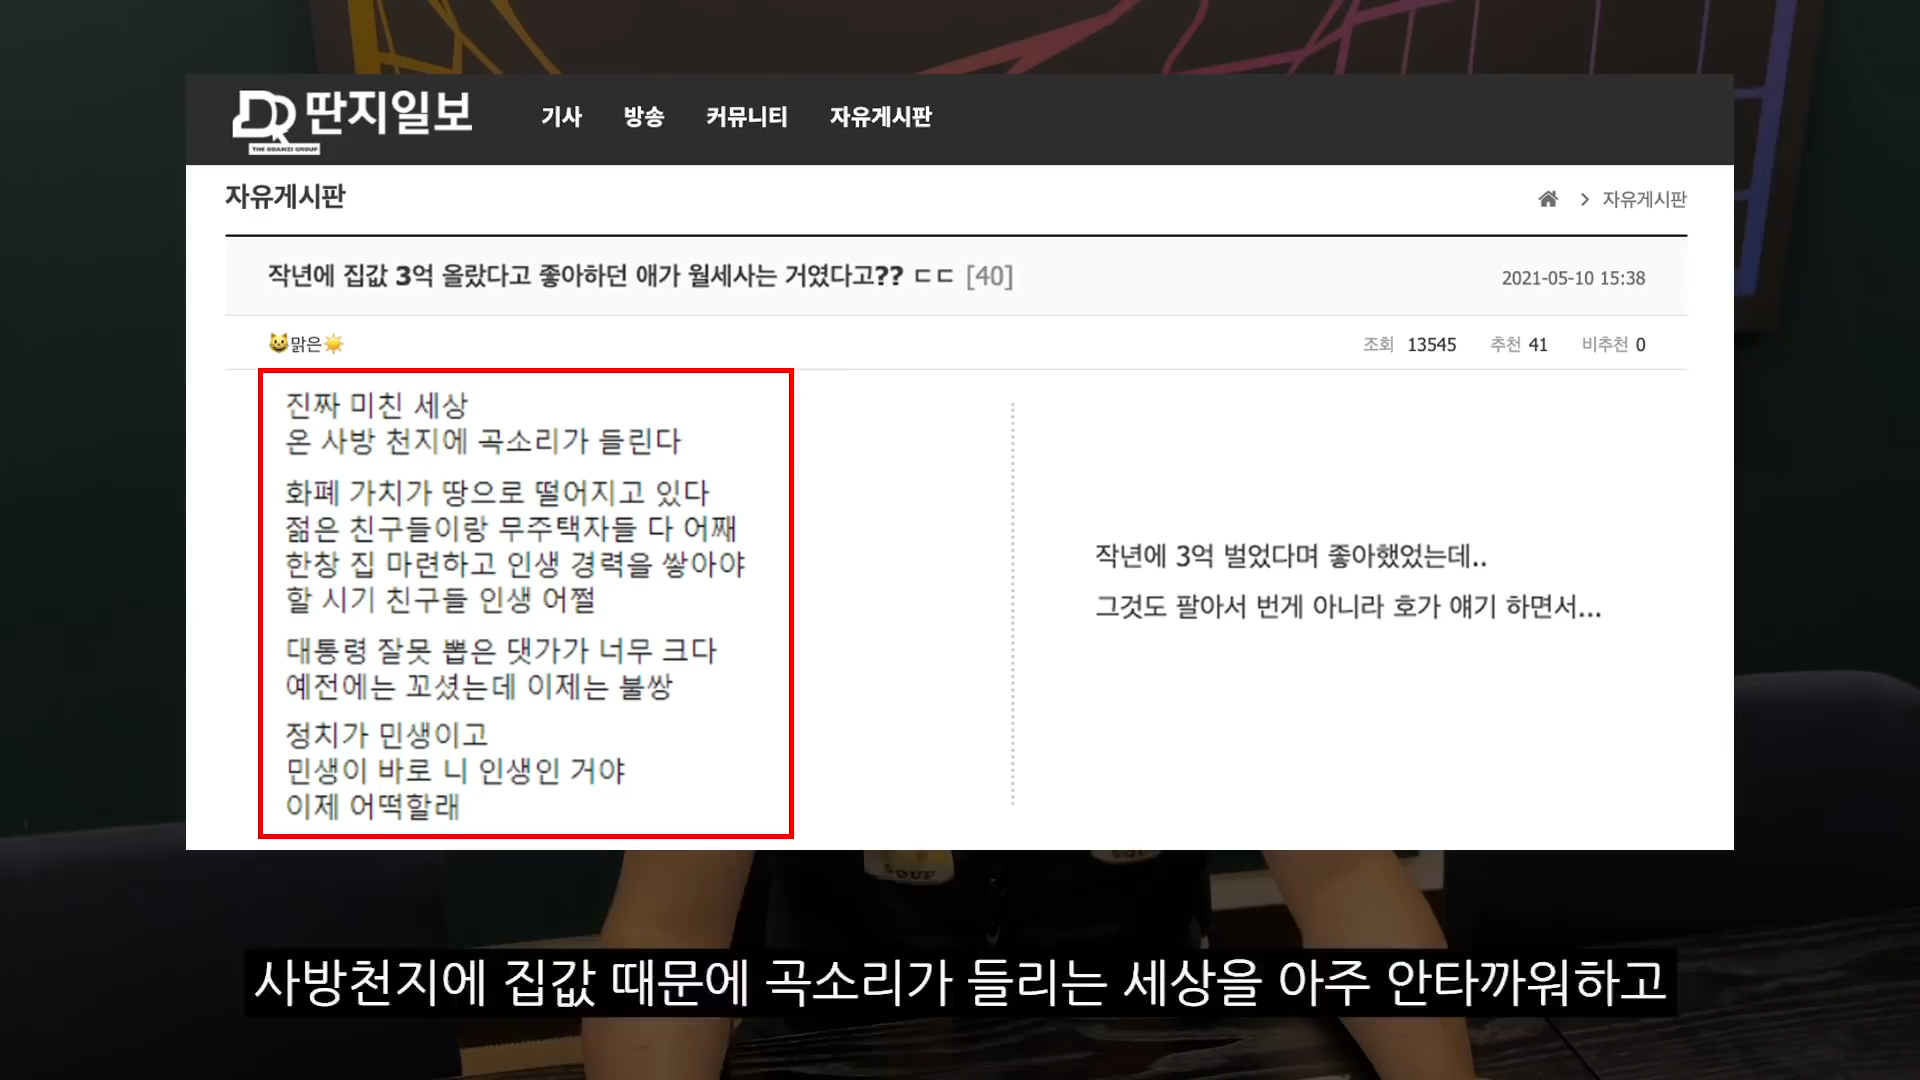 딴지일보
THE DDANZI GROUP
기사 방송 커뮤니티 자유게시판
자유게시판
자유게시판
작년에 집값 3억 올랐다고 좋아하던 애가 월세사는 거였다고?? ㄷㄷ [40]
2021-05-10 15:38
😺맑은☀️
조회 13545 추천 41 비추천 0
진짜 미친 세상
온 사방 천지에 곡소리가 들린다
화폐 가치가 땅으로 떨어지고 있다
젊은 친구들이랑 무주택자들 다 어째
한창 집 마련하고 인생 경력을 쌓아야
할 시기 친구들 인생 어쩔
대통령 잘못 뽑은 댓가가 너무 크다
예전에는 꼬셨는데 이제는 불쌍
정치가 민생이고
민생이 바로 니 인생인 거야
이제 어떡할래
작년에 3억 벌었다며 좋아했었는데..
그것도 팔아서 번게 아니라 호가 얘기 하면서...
SOUP
사방천지에 집값 때문에 곡소리가 들리는 세상을 아주 안타까워하고